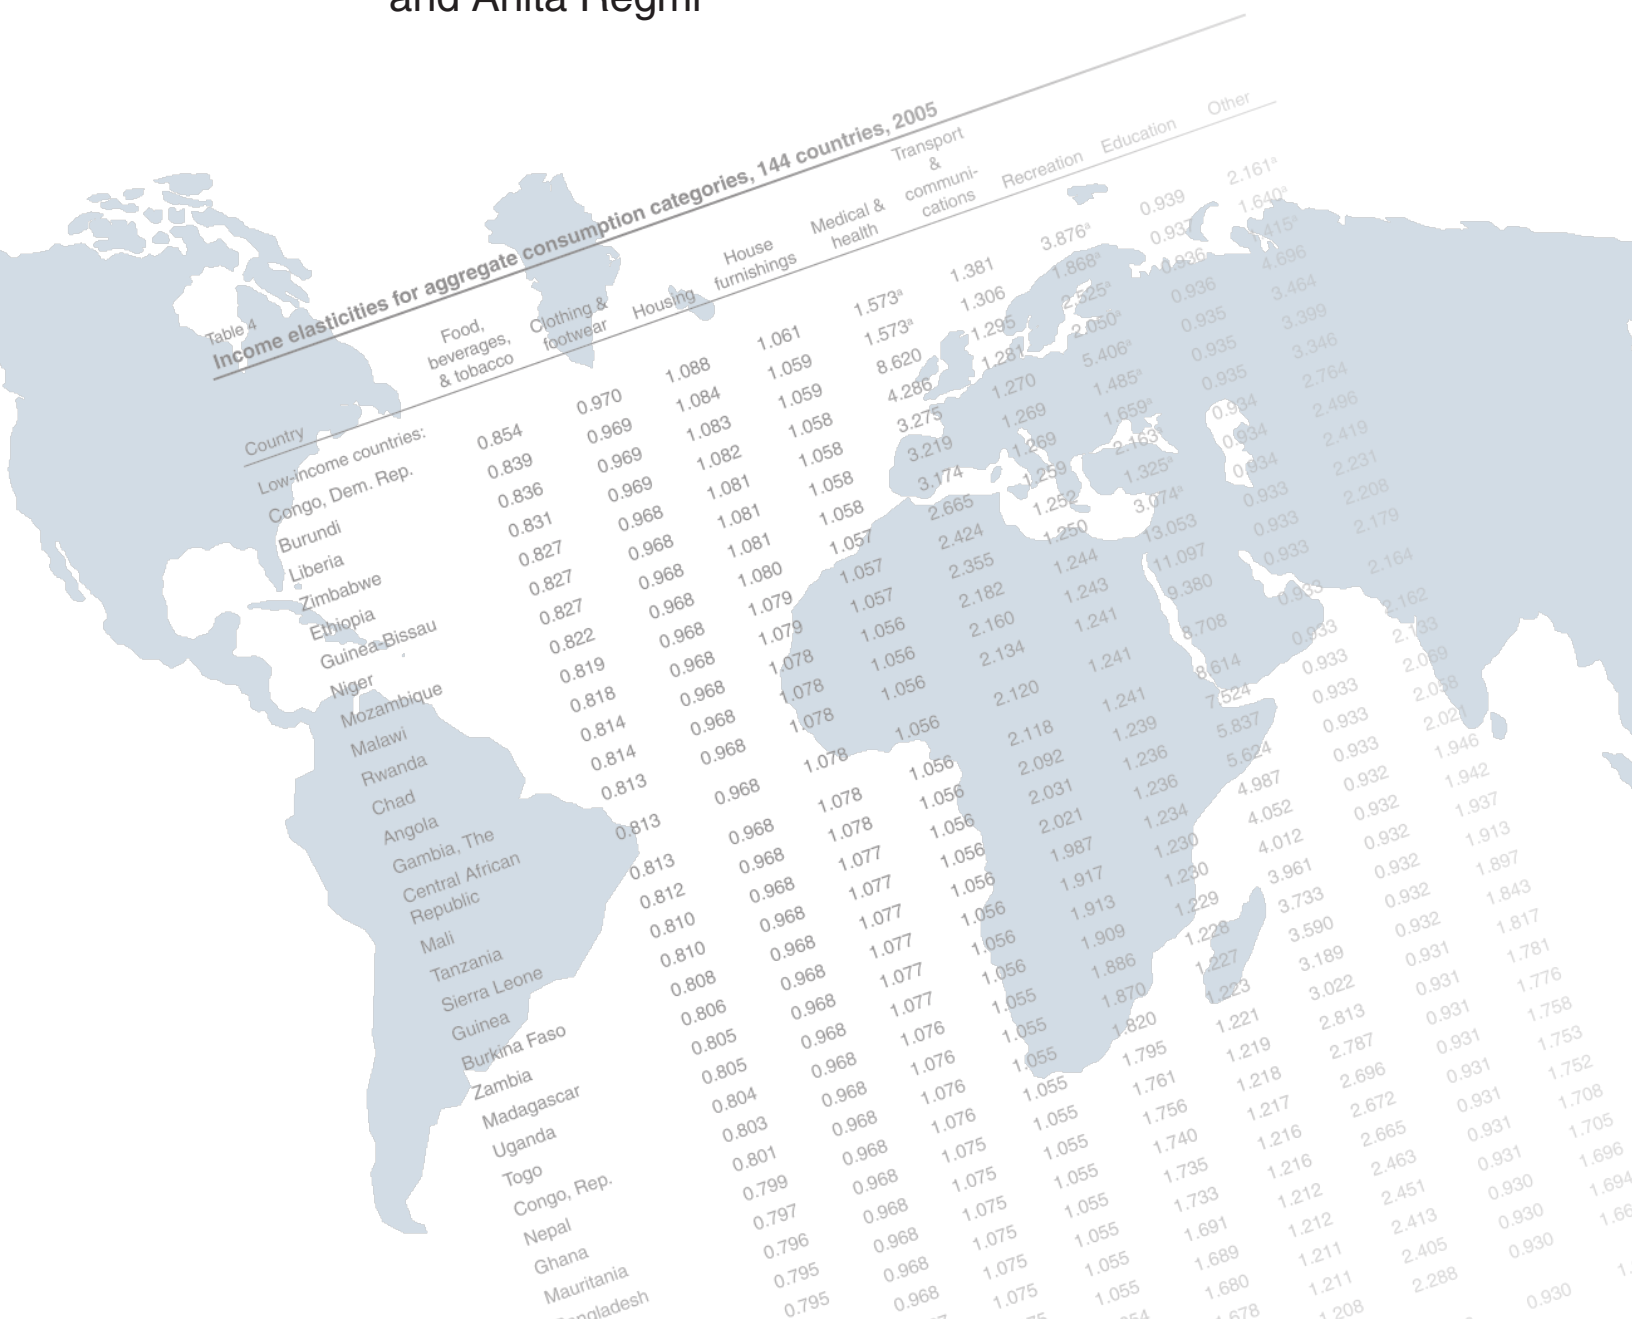 and Anita Regmi
Table 4
Income elasticities for aggregate consumption categories, 144 countries, 2005
Country
Food,
beverages,
& tobacco
Clothing &
footwear
Housing
House
furnishings
Medical &
health
Transport
&
communi-
cations
Recreation
Education
Other
Low-income countries:
Congo, Dem. Rep. 0.854 0.970 1.088 1.061 1.573ª 1.381 3.876ª 0.939 2.161ª
Burundi 0.839 0.969 1.084 1.059 1.573ª 1.306 1.868ª 0.937 1.640ª
Liberia 0.836 0.969 1.083 1.059 8.620 1.295 2.525ª 0.936 1.415ª
Zimbabwe 0.831 0.969 1.082 1.058 4.286 1.281 2.050ª 0.936 4.696
Ethiopia 0.827 0.968 1.081 1.058 3.275 1.270 5.406ª 0.935 3.464
Guinea-Bissau 0.827 0.968 1.081 1.058 3.219 1.269 1.485ª 0.935 3.399
Niger 0.827 0.968 1.081 1.058 3.174 1.269 1.659ª 0.935 3.346
Mozambique 0.822 0.968 1.080 1.057 2.665 1.259 2.163ª 0.934 2.764
Malawi 0.819 0.968 1.079 1.057 2.424 1.252 1.325ª 0.934 2.496
Rwanda 0.818 0.968 1.079 1.057 2.355 1.250 3.074ª 0.934 2.419
Chad 0.814 0.968 1.078 1.056 2.182 1.244 13.053 0.933 2.231
Angola 0.814 0.968 1.078 1.056 2.160 1.243 11.097 0.933 2.208
Gambia, The 0.813 0.968 1.078 1.056 2.134 1.241 9.380 0.933 2.179
Central African
Republic 0.813 0.968 1.078 1.056 2.120 1.241 8.708 0.933 2.164
Mali 0.813 0.968 1.078 1.056 2.118 1.241 8.614 0.933 2.162
Tanzania 0.812 0.968 1.078 1.056 2.092 1.239 7.524 0.933 2.133
Sierra Leone 0.810 0.968 1.077 1.056 2.031 1.236 5.837 0.933 2.069
Guinea 0.810 0.968 1.077 1.056 2.021 1.236 5.624 0.933 2.058
Burkina Faso 0.808 0.968 1.077 1.056 1.987 1.234 4.987 0.933 2.021
Zambia 0.806 0.968 1.077 1.056 1.917 1.230 4.052 0.932 1.946
Madagascar 0.805 0.968 1.077 1.056 1.913 1.230 4.012 0.932 1.942
Uganda 0.805 0.968 1.077 1.056 1.909 1.229 3.961 0.932 1.937
Togo 0.804 0.968 1.076 1.055 1.886 1.228 3.733 0.932 1.913
Congo, Rep. 0.803 0.968 1.076 1.055 1.870 1.227 3.590 0.932 1.897
Nepal 0.801 0.968 1.076 1.055 1.820 1.223 3.189 0.932 1.843
Ghana 0.799 0.968 1.076 1.055 1.795 1.221 3.022 0.931 1.817
Mauritania 0.797 0.968 1.075 1.055 1.761 1.219 2.813 0.931 1.781
ngladesh 0.796 0.968 1.075 1.055 1.756 1.218 2.787 0.931 1.776
0.795 0.968 1.075 1.055 1.740 1.217 2.696 0.931 1.758
0.795 0.968 1.075 1.055 1.735 1.216 2.672 0.931 1.753
1.075 1.055 1.733 1.216 2.665 0.931 1.752
1.075 1.055 1.691 1.212 2.463 0.931 1.708
1.689 1.212 2.451 0.930 1.705
1.680 1.211 2.413 0.930 1.696
1.211 2.405 0.930 1.694
1.208 2.288 0.930